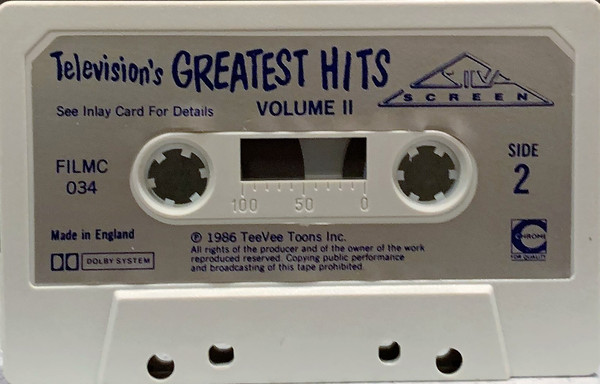 Television's GREATEST HITS
SILVA
SCREEN
See Inlay Card For Details
VOLUME II
FILMC
034
SIDE
2
100 50 0
Made in England
DOLBY SYSTEM
℗ 1986 TeeVee Toons Inc.
All rights of the producer and of the owner of the work
reproduced reserved. Copying public performance
and broadcasting of this tape prohibited.
CHROME
FOR QUALITY